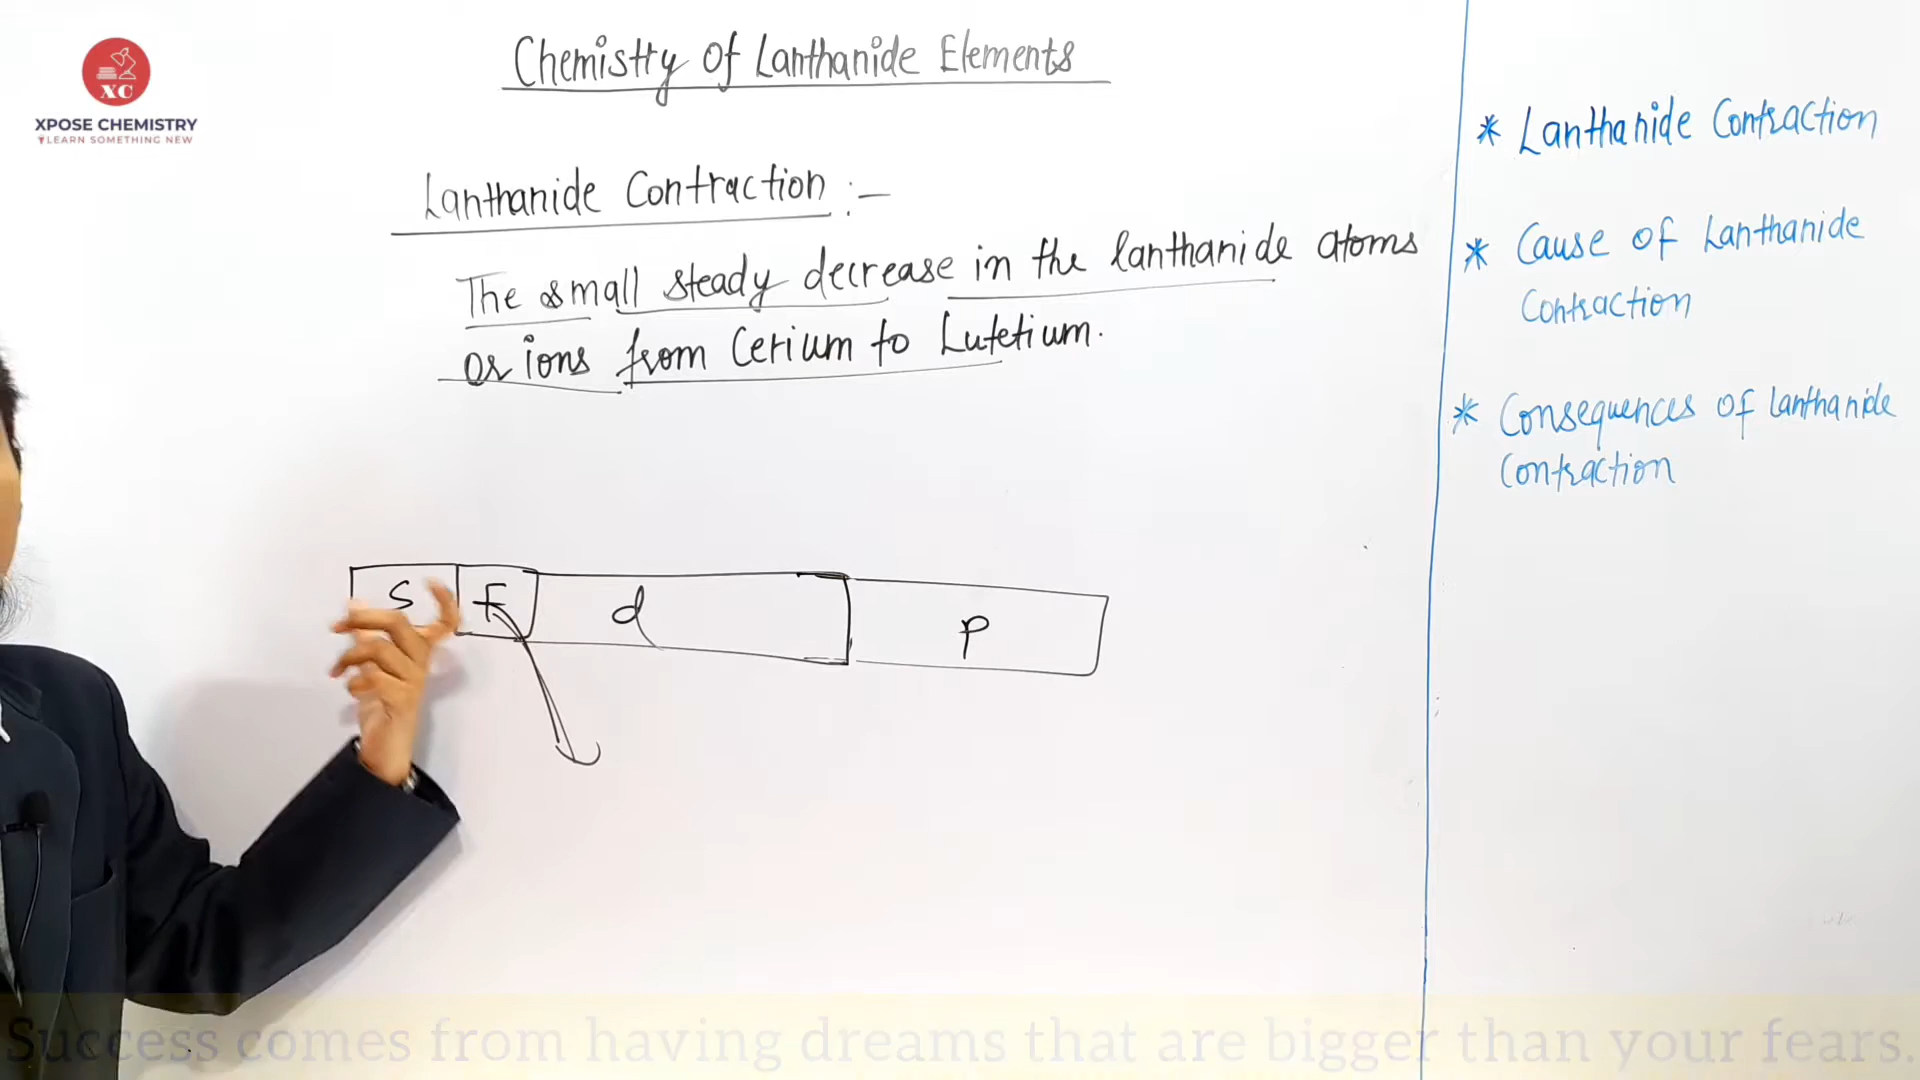 XC
XPOSE CHEMISTRY
LEARN SOMETHING NEW
Chemistry Of Lanthanide Elements
Lanthanide Contraction :-
The small steady decrease in the lanthanide atoms
or ions from Cerium to Lutetium.
S F d P
* Lanthanide Contraction
* Cause of Lanthanide
Contraction
* Consequences of lanthanide
Contraction
Success comes from having dreams that are bigger than your fears.